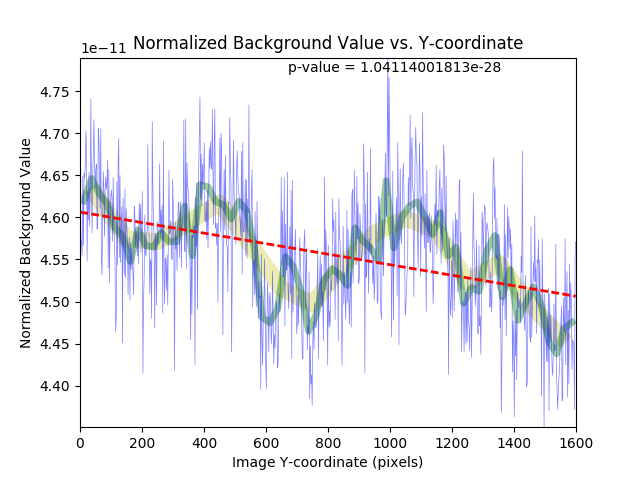 1e−11 Normalized Background Value vs. Y-coordinate
p-value = 1.04114001813e-28
4.75
4.70
4.65
4.60
4.55
4.50
4.45
4.40
Normalized Background Value
0 200 400 600 800 1000 1200 1400 1600
Image Y-coordinate (pixels)